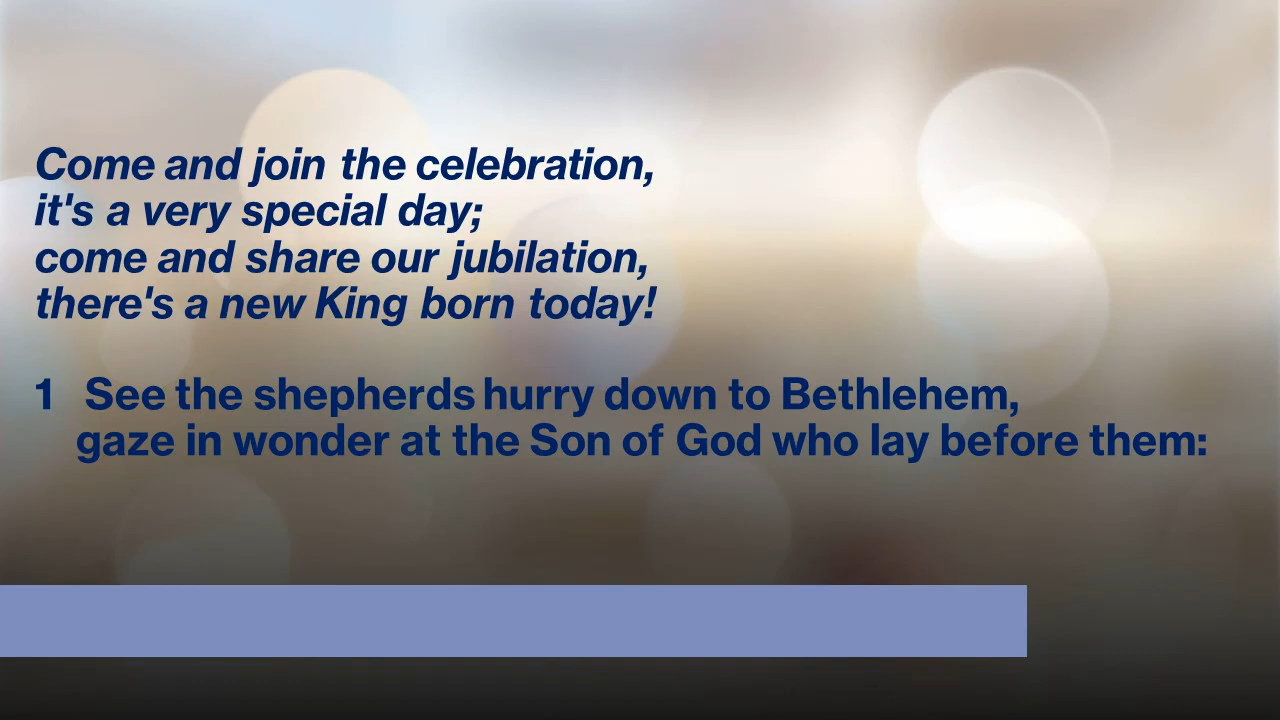 Come and join the celebration,
it's a very special day;
come and share our jubilation,
there's a new King born today!
1 See the shepherds hurry down to Bethlehem,
gaze in wonder at the Son of God who lay before them: